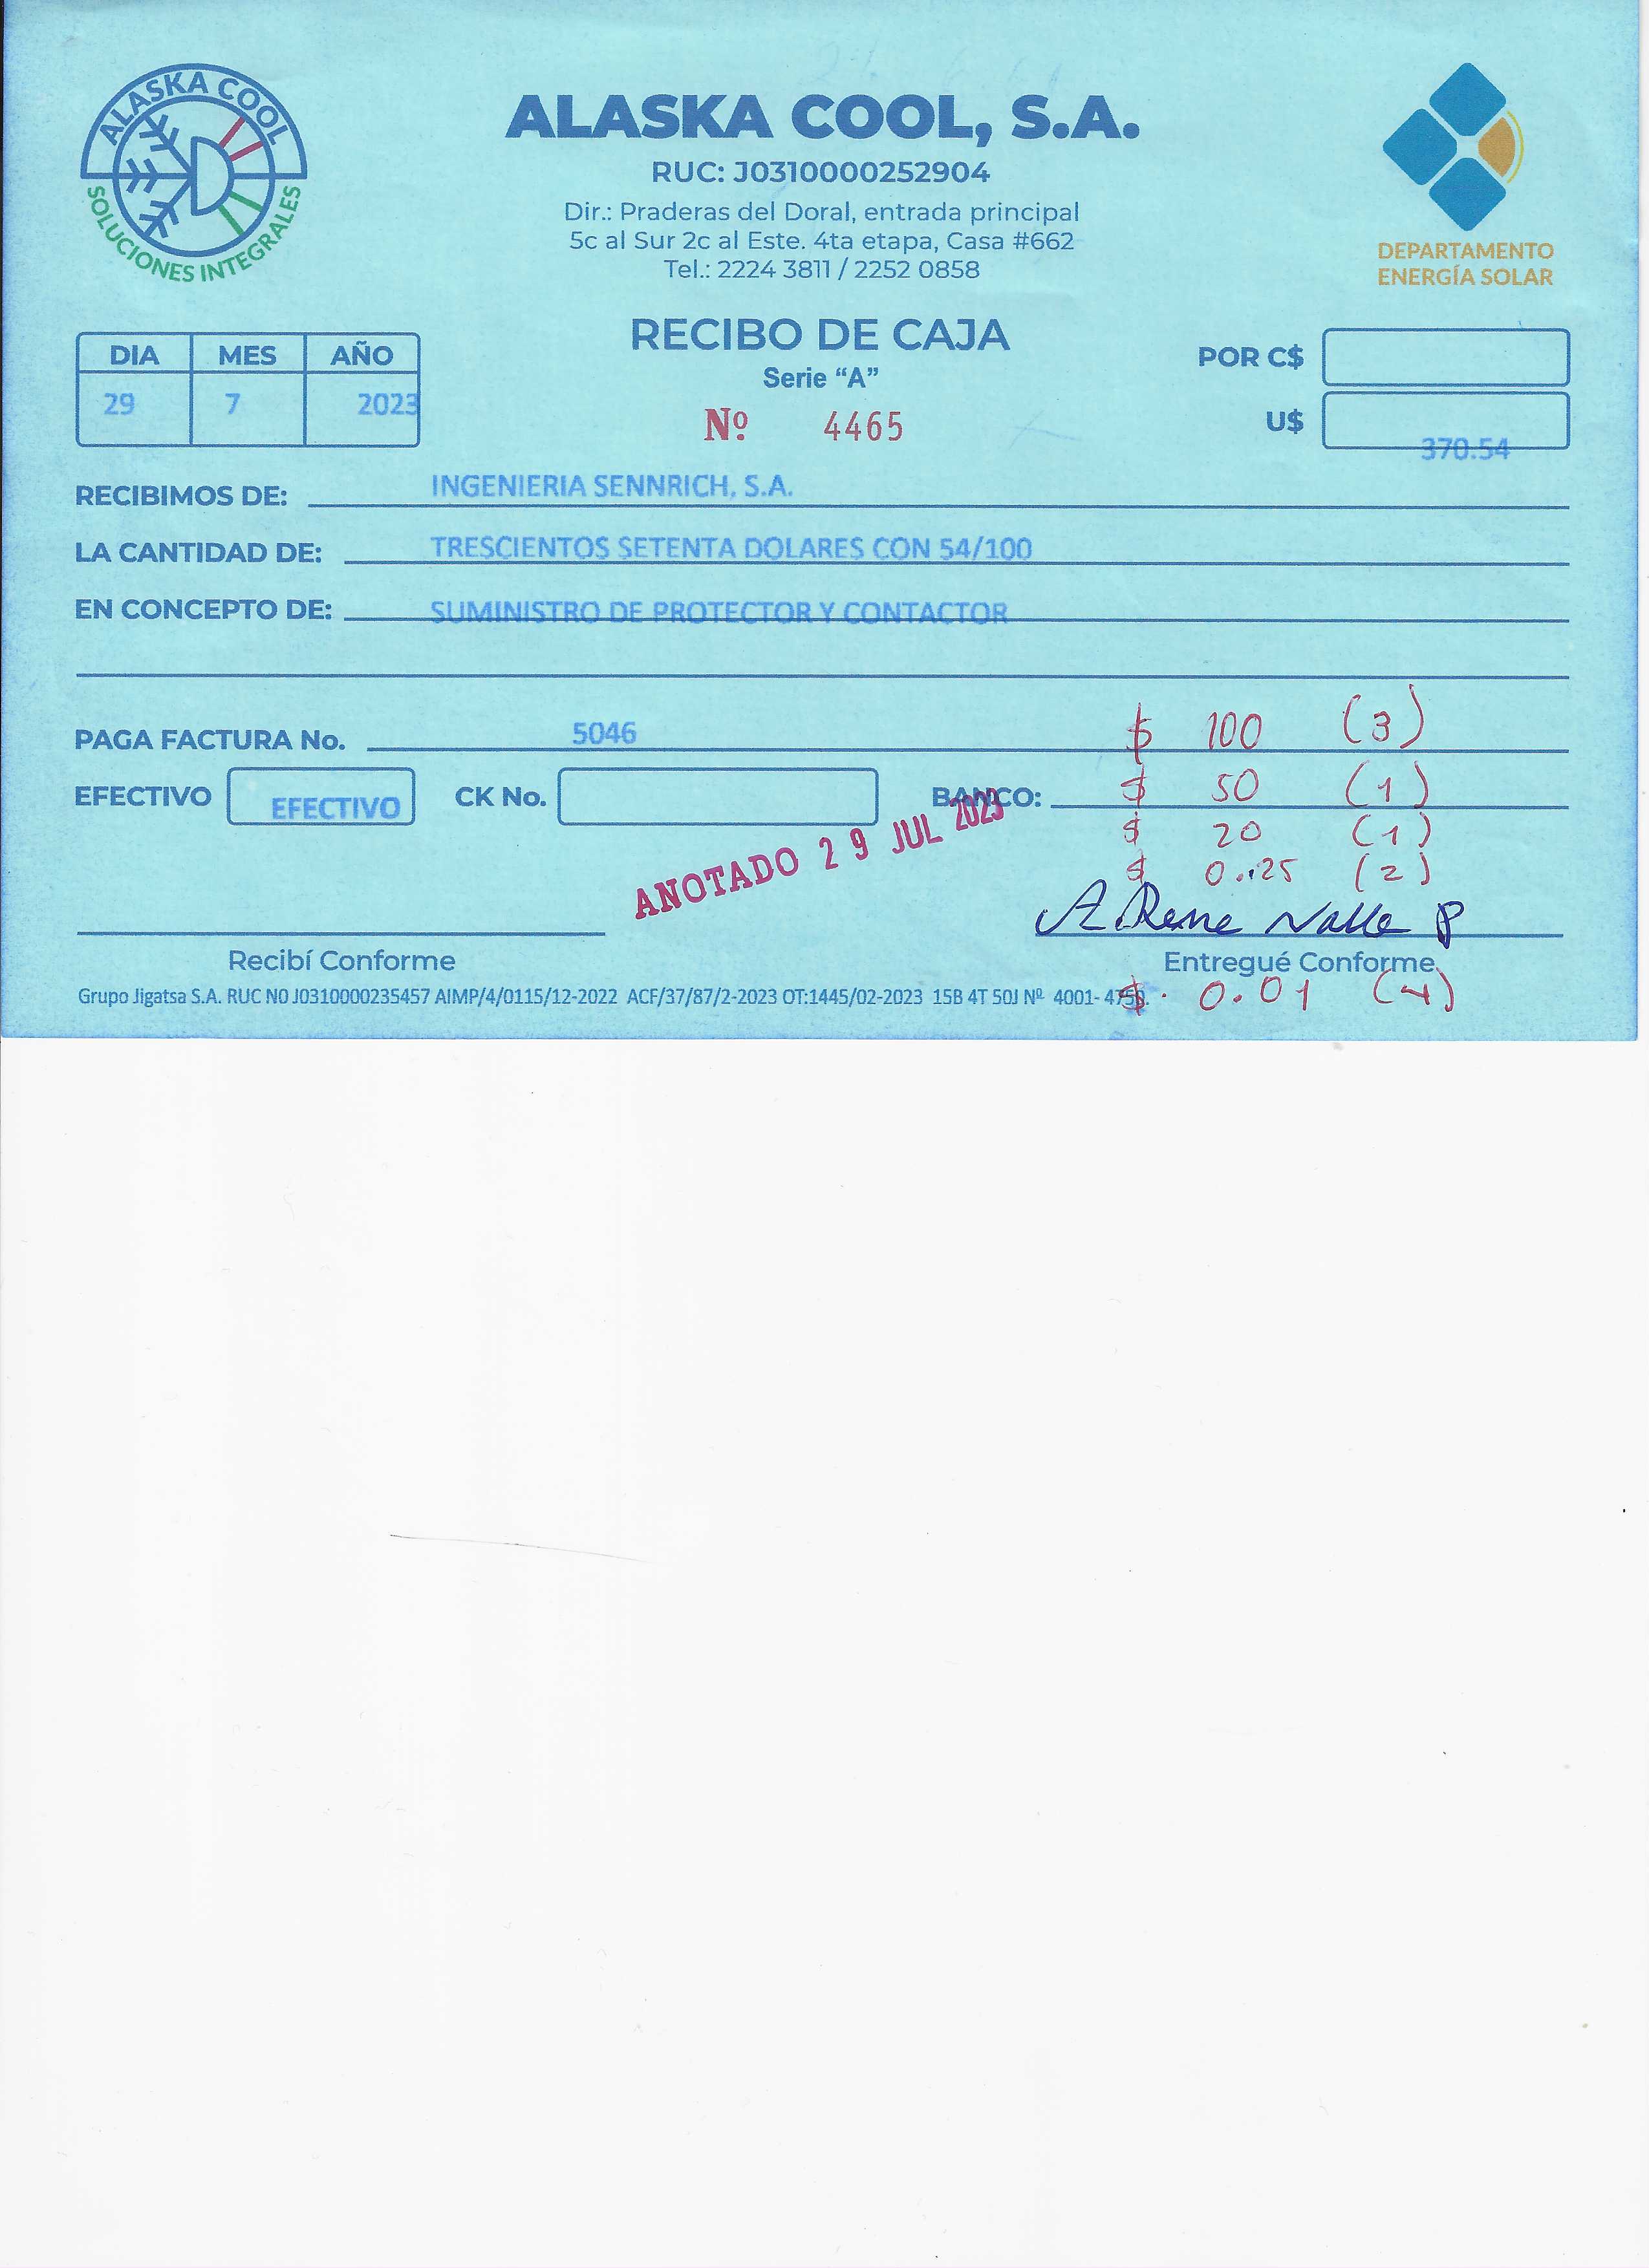 ALASKA COOL
SOLUCIONES INTEGRALES
ALASKA COOL, S.A.
RUC: J0310000252904
Dir.: Praderas del Doral, entrada principal
5c al Sur 2c al Este. 4ta etapa, Casa #662
Tel.: 2224 3811 / 2252 0858
DEPARTAMENTO
ENERGÍA SOLAR
DIA MES AÑO
29 7 2023
RECIBO DE CAJA
Serie “A”
Nº 4465
POR C$
U$ 370.54
RECIBIMOS DE: INGENIERIA SENNRICH, S.A.
LA CANTIDAD DE: TRESCIENTOS SETENTA DOLARES CON 54/100
EN CONCEPTO DE: SUMINISTRO DE PROTECTOR Y CONTACTOR
PAGA FACTURA No. 5046
$ 100 (3)
EFECTIVO EFECTIVO CK No. BANCO:
$ 50 (1)
$ 20 (1)
$ 0.25 (2)
ANOTADO 29 JUL 2023
A Rene Valle P
Recibí Conforme
Entregué Conforme
Grupo Jigatsa S.A. RUC N0 J0310000235457 AIMP/4/0115/12-2022 ACF/37/87/2-2023 OT:1445/02-2023 15B 4T 50J Nº 4001- 4750.
$ 0.01 (4)